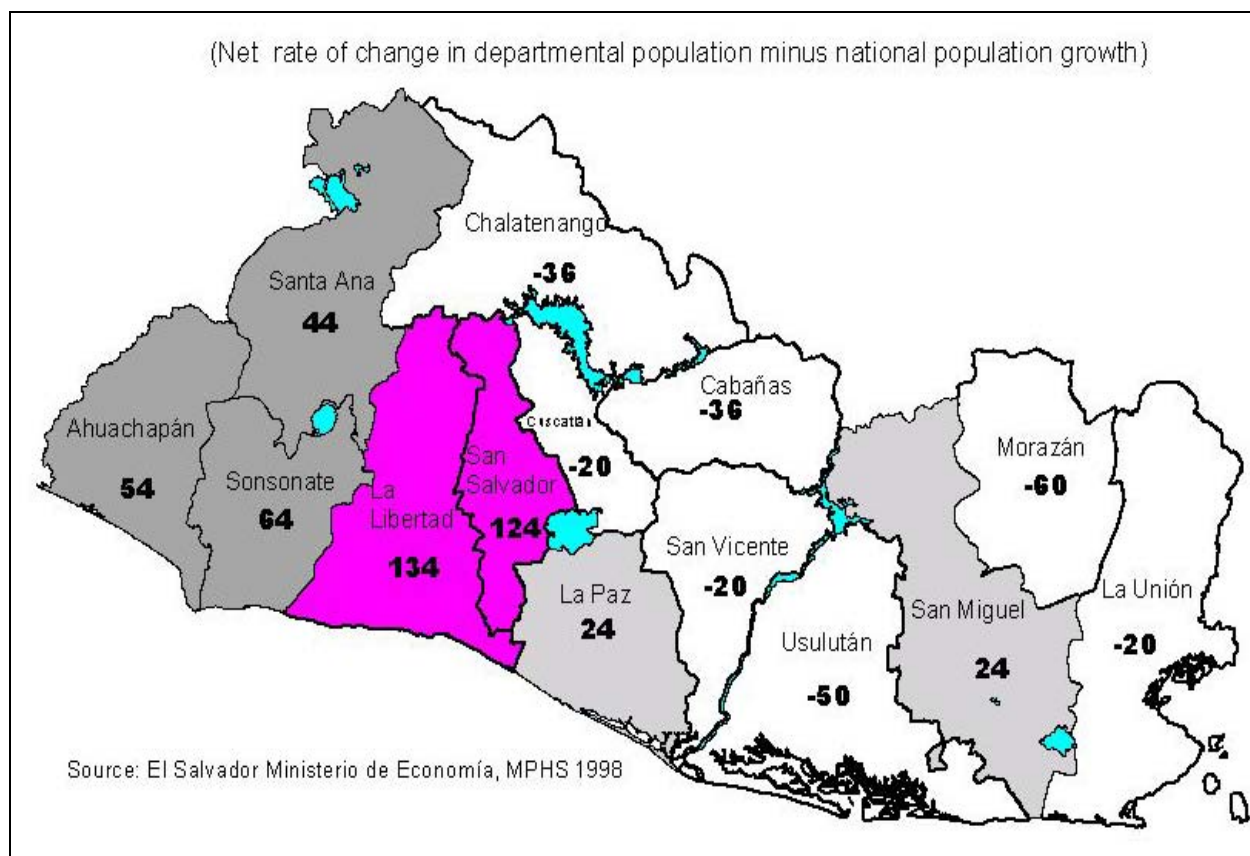 (Net rate of change in departmental population minus national population growth)
Chalatenango
-36
Santa Ana
44
Cabañas
-36
Cuscatlán
-20
Ahuachapán
54
Morazán
-60
Sonsonate
64
San
Salvador
124
La
Libertad
134
San Vicente
-20
La Paz
24
La Unión
-20
San Miguel
24
Usulután
-50
Source: El Salvador Ministerio de Economía, MPHS 1998